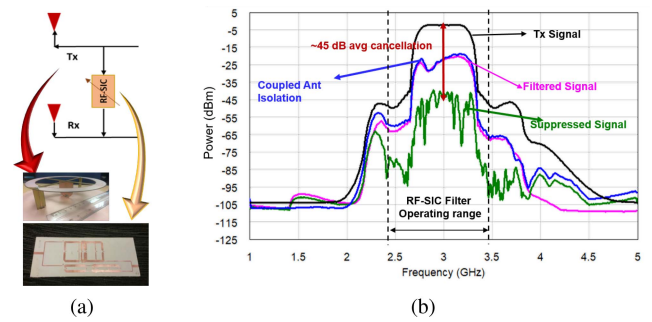 Tx
RF-SIC
Rx
(a)
Power (dBm)
-5
-15
-25
-35
-45
-55
-65
-75
-85
-95
-105
-115
-125
~45 dB avg cancellation
Tx Signal
Coupled Ant
Isolation
Filtered Signal
Suppressed Signal
RF-SIC Filter
Operating range
1
1.5
2
2.5
3
3.5
4
4.5
5
Frequency (GHz)
(b)